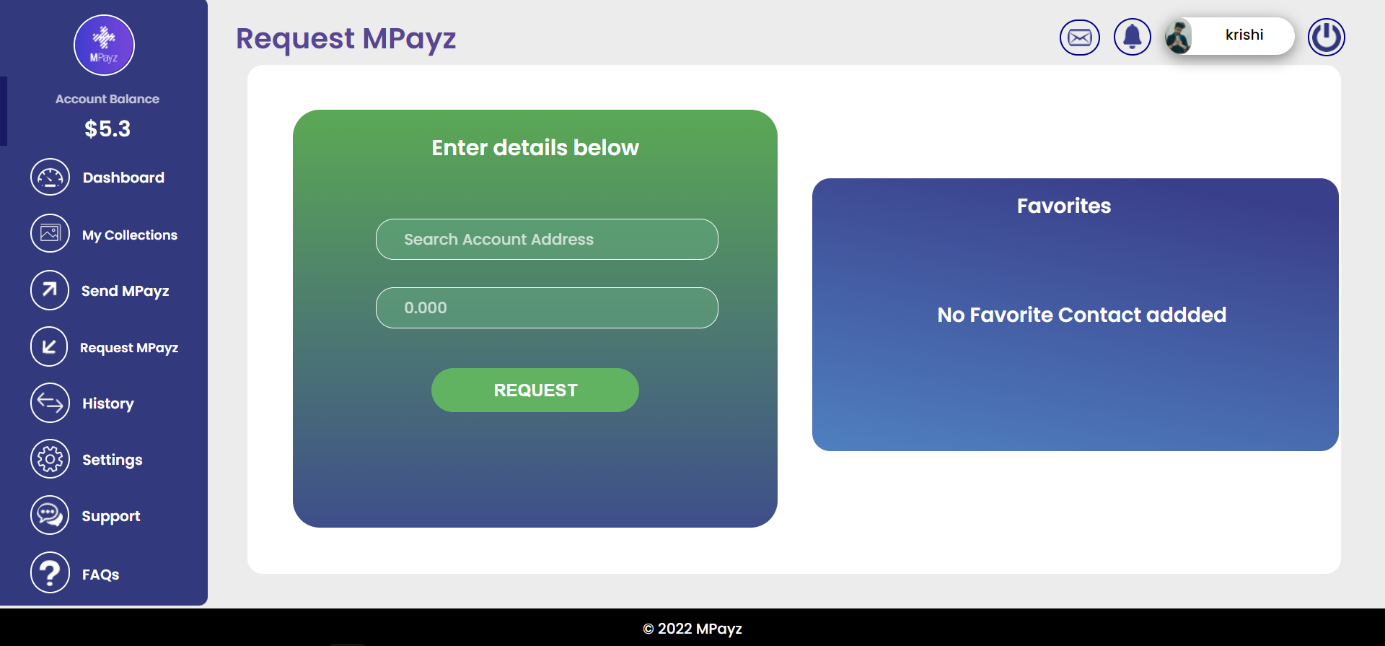 MPayz
Account Balance
$5.3
Dashboard
My Collections
Send MPayz
Request MPayz
History
Settings
Support
FAQs
Request MPayz
krishi
Enter details below
Search Account Address
0.000
REQUEST
Favorites
No Favorite Contact addded
© 2022 MPayz